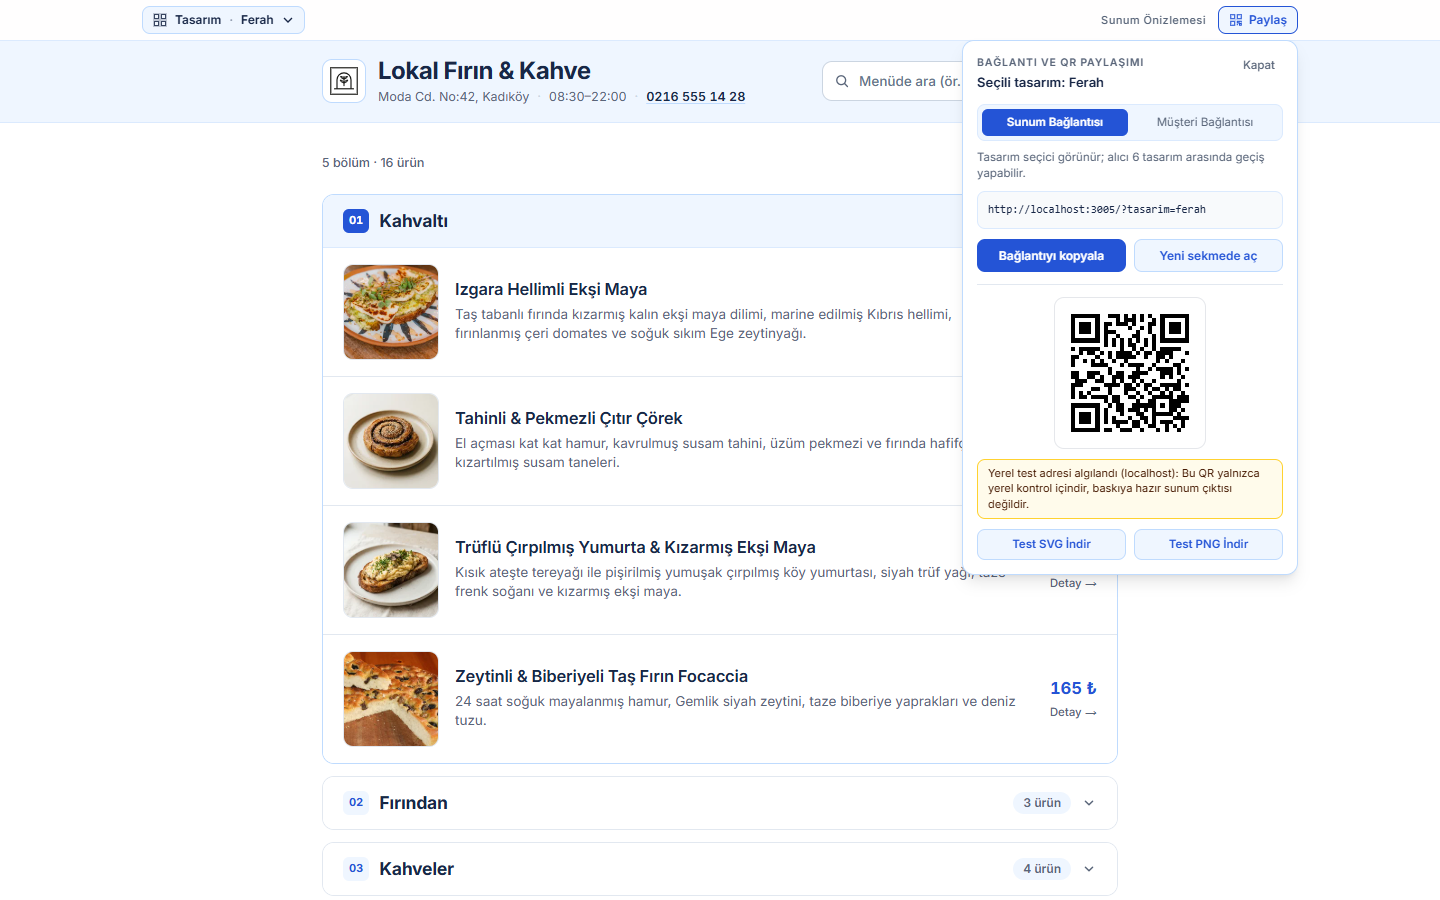 Tasarım · Ferah
Sunum Önizlemesi
Paylaş
Lokal Fırın & Kahve
Moda Cd. No:42, Kadıköy · 08:30–22:00 · 0216 555 14 28
Menüde ara (ör.
BAĞLANTI VE QR PAYLAŞIMI
Kapat
Seçili tasarım: Ferah
Sunum Bağlantısı
Müşteri Bağlantısı
Tasarım seçici görünür; alıcı 6 tasarım arasında geçiş
yapabilir.
http://localhost:3005/?tasarim=ferah
Bağlantıyı kopyala
Yeni sekmede aç
Yerel test adresi algılandı (localhost): Bu QR yalnızca
yerel kontrol içindir, baskıya hazır sunum çıktısı
değildir.
Test SVG İndir
Test PNG İndir
5 bölüm · 16 ürün
01 Kahvaltı
Izgara Hellimli Ekşi Maya
Taş tabanlı fırında kızarmış kalın ekşi maya dilimi, marine edilmiş Kıbrıs hellimi,
fırınlanmış çeri domates ve soğuk sıkım Ege zeytinyağı.
Tahinli & Pekmezli Çıtır Çörek
El açması kat kat hamur, kavrulmuş susam tahini, üzüm pekmezi ve fırında
kızartılmış susam taneleri.
Trüflü Çırpılmış Yumurta & Kızarmış Ekşi Maya
Kısık ateşte tereyağı ile pişirilmiş yumuşak çırpılmış köy yumurtası, siyah trüf yağı, taze
frenk soğanı ve kızarmış ekşi maya.
Detay →
Zeytinli & Biberiyeli Taş Fırın Focaccia
24 saat soğuk mayalanmış hamur, Gemlik siyah zeytini, taze biberiye yaprakları ve deniz
tuzu.
165 ₺
Detay →
02 Fırından
3 ürün
03 Kahveler
4 ürün